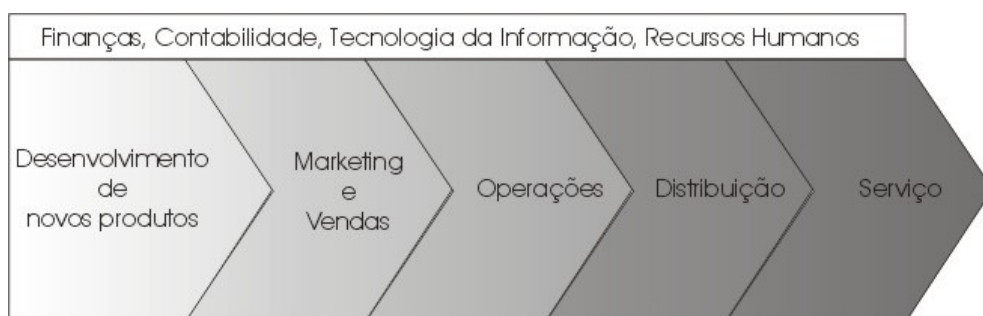 Finanças, Contabilidade, Tecnologia da Informação, Recursos Humanos
Desenvolvimento
de
novos produtos
Marketing
e
Vendas
Operações
Distribuição
Serviço